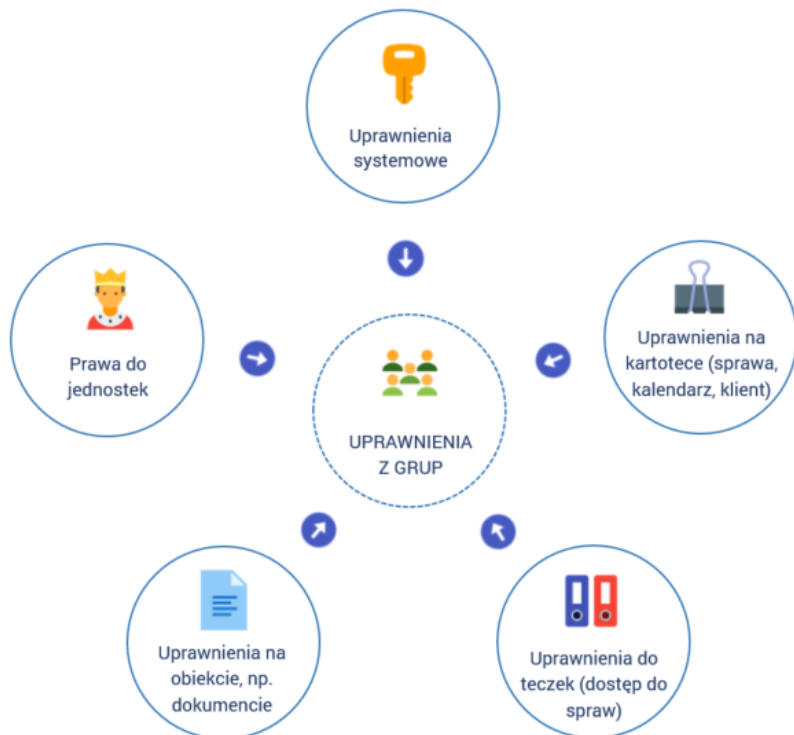 Uprawnienia
systemowe
Prawa do
jednostek
Uprawnienia na
kartotece (sprawa,
kalendarz, klient)
UPRAWNIENIA
Z GRUP
Uprawnienia na
obiekcie, np.
dokumencie
Uprawnienia do
teczek (dostęp do
spraw)